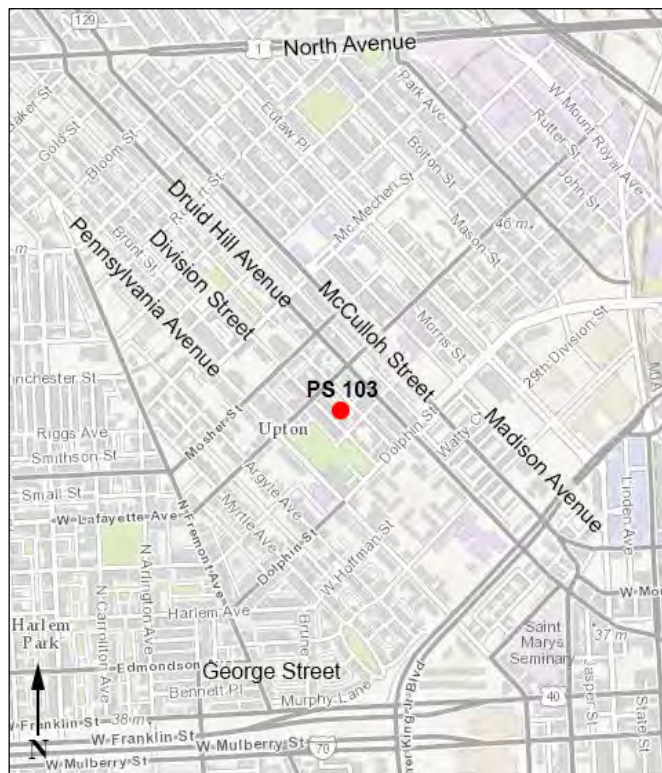 129
1
North Avenue
Baker St
Gold St
Bloom St
Eutaw Pl
Park Ave
W Mount Royal Ave
Rutter St
John St
Bolton St
Mc Mechen St
Mason St
46 m
Druid Hill Avenue
Division Street
Brunt St
Pennsylvania Avenue
McCulloh Street
Morris St
29th Division St
PS 103
Upton
Dolphin St
Watty Ct
Madison Avenue
Mosher St
Riggs Ave
Smithson St
Small St
W Lafayette Ave
N Fremont Ave
Argyle Ave
Myrtle Ave
Dolphin St
W Hoffman St
Linden Ave
N Arlington Ave
N Carrollton Ave
Harlem Ave
Harlem
Park
Brune
Edmondson
George Street
Bennett Pl
Murphy Lane
Saint
Marys
Seminary
37 m
Jasper St
State St
40
W Franklin St
38 m
W Franklin St
W Mulberry St
W Mulberry St
70
N